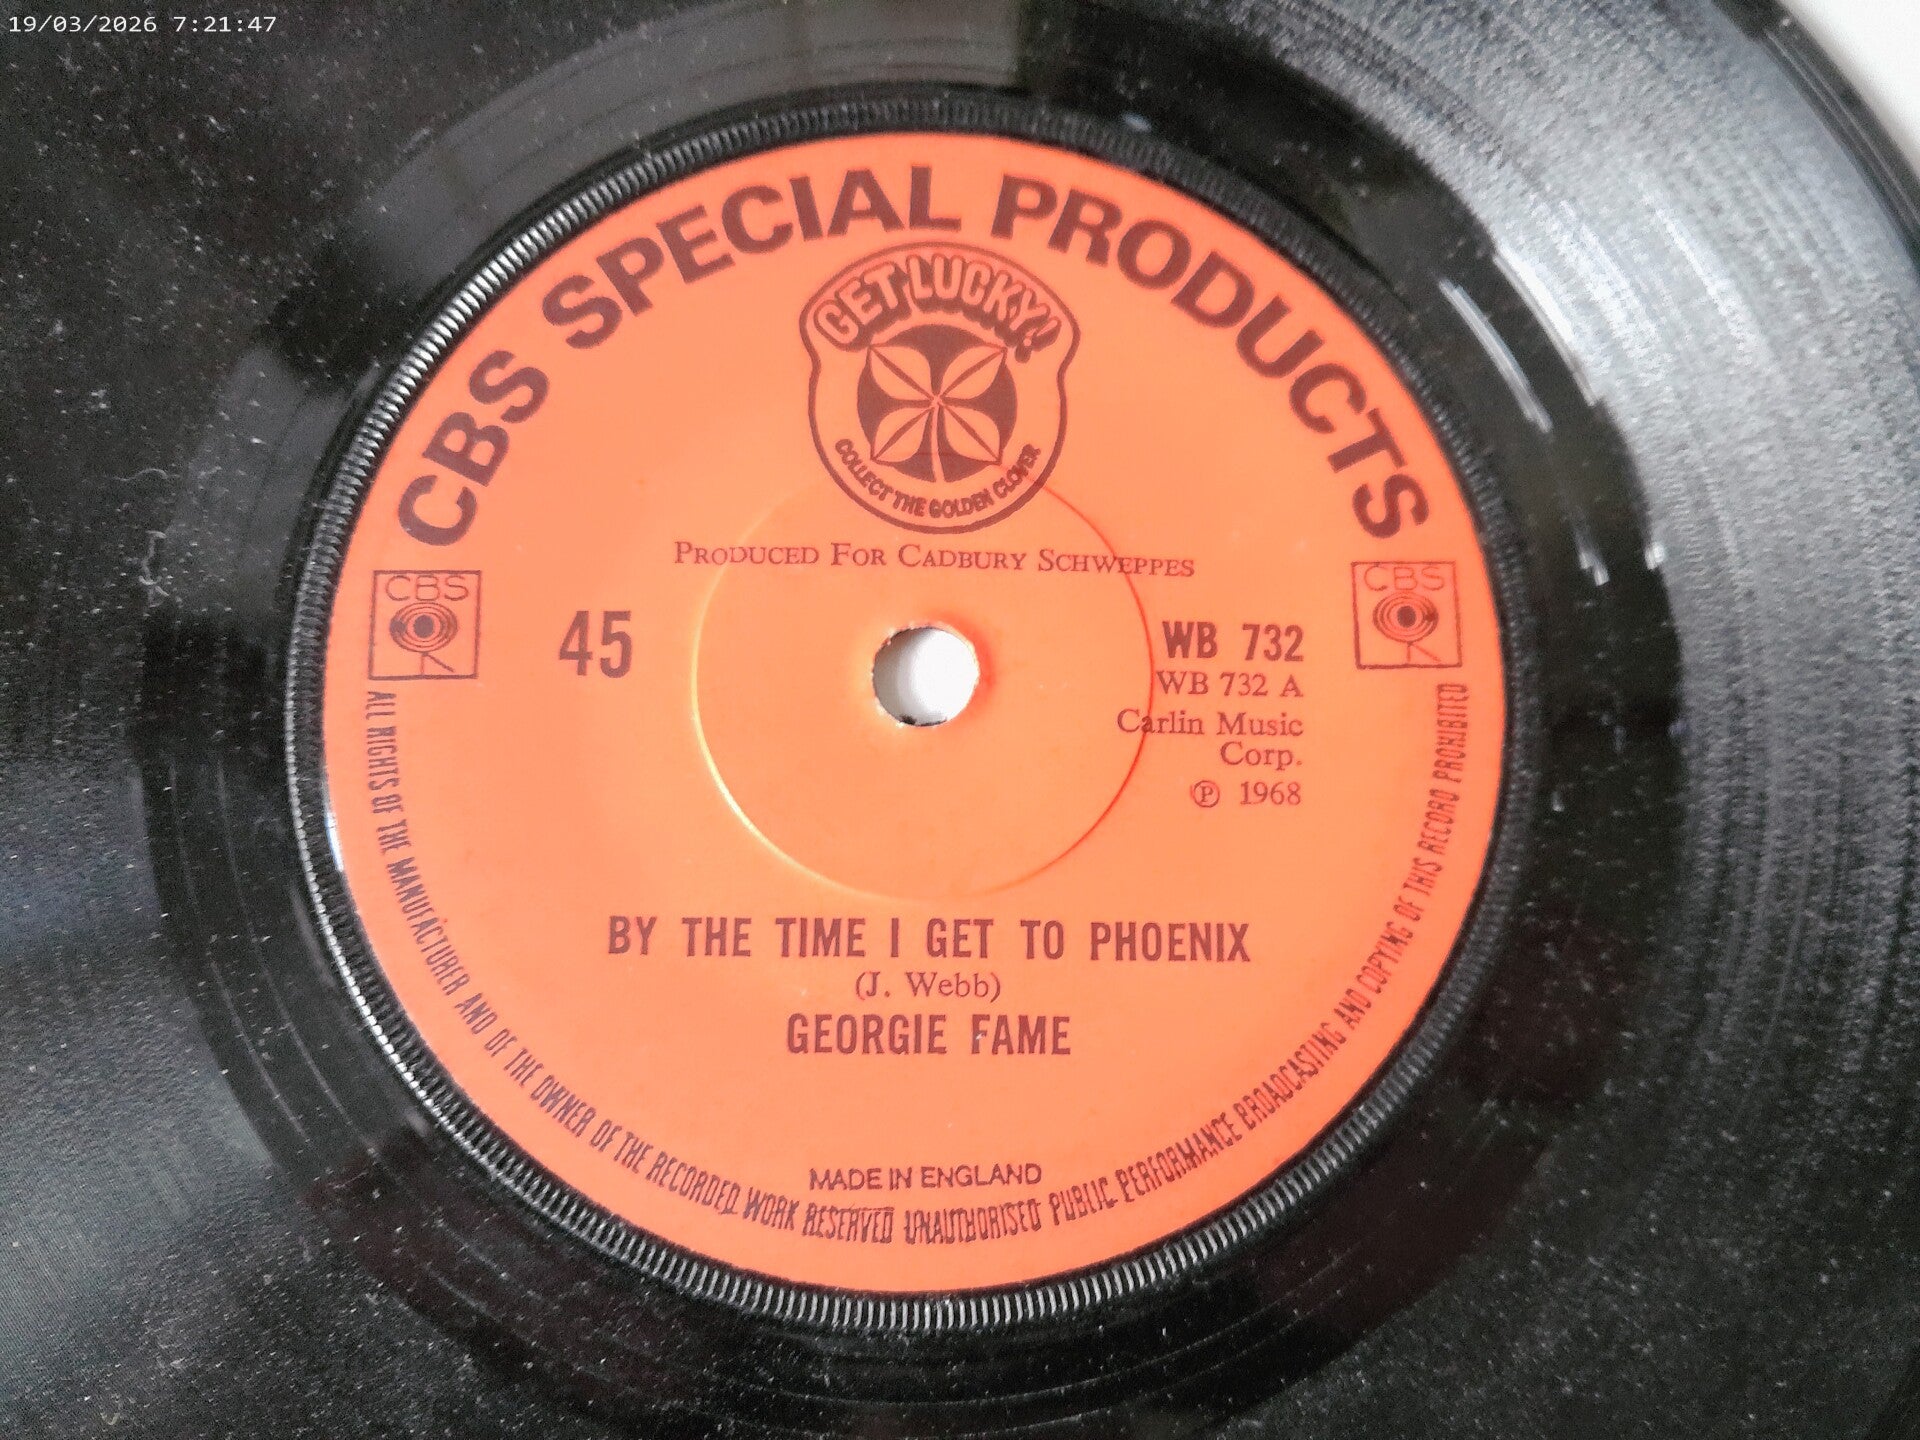 19/03/2026 7:21:47
CBS SPECIAL PRODUCTS
GET LUCKY!
COLLECT THE GOLDEN CLOVER
PRODUCED FOR CADBURY SCHWEPPES
CBS
CBS
45
WB 732
WB 732 A
Carlin Music
Corp.
℗ 1968
BY THE TIME I GET TO PHOENIX
(J. Webb)
GEORGIE FAME
MADE IN ENGLAND
ALL RIGHTS OF THE MANUFACTURER AND OF THE OWNER OF THE RECORDED WORK RESERVED UNAUTHORISED PUBLIC PERFORMANCE BROADCASTING AND COPYING OF THIS RECORD PROHIBITED